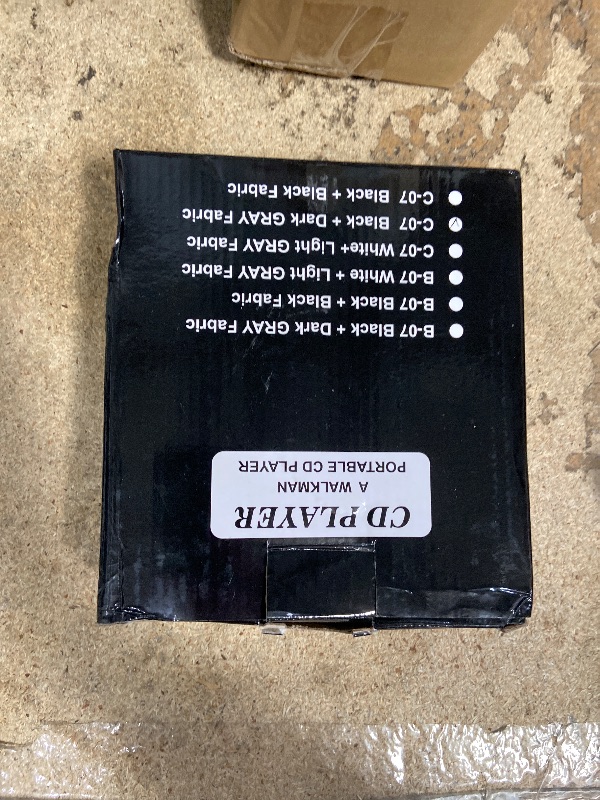 CD PLAYER
A WALKMAN
PORTABLE CD PLAYER
B-07 Black + Dark GRAY Fabric
B-07 Black + Black Fabric
B-07 White + Light GRAY Fabric
C-07 White+ Light GRAY Fabric
C-07 Black + Dark GRAY Fabric
C-07 Black + Black Fabric